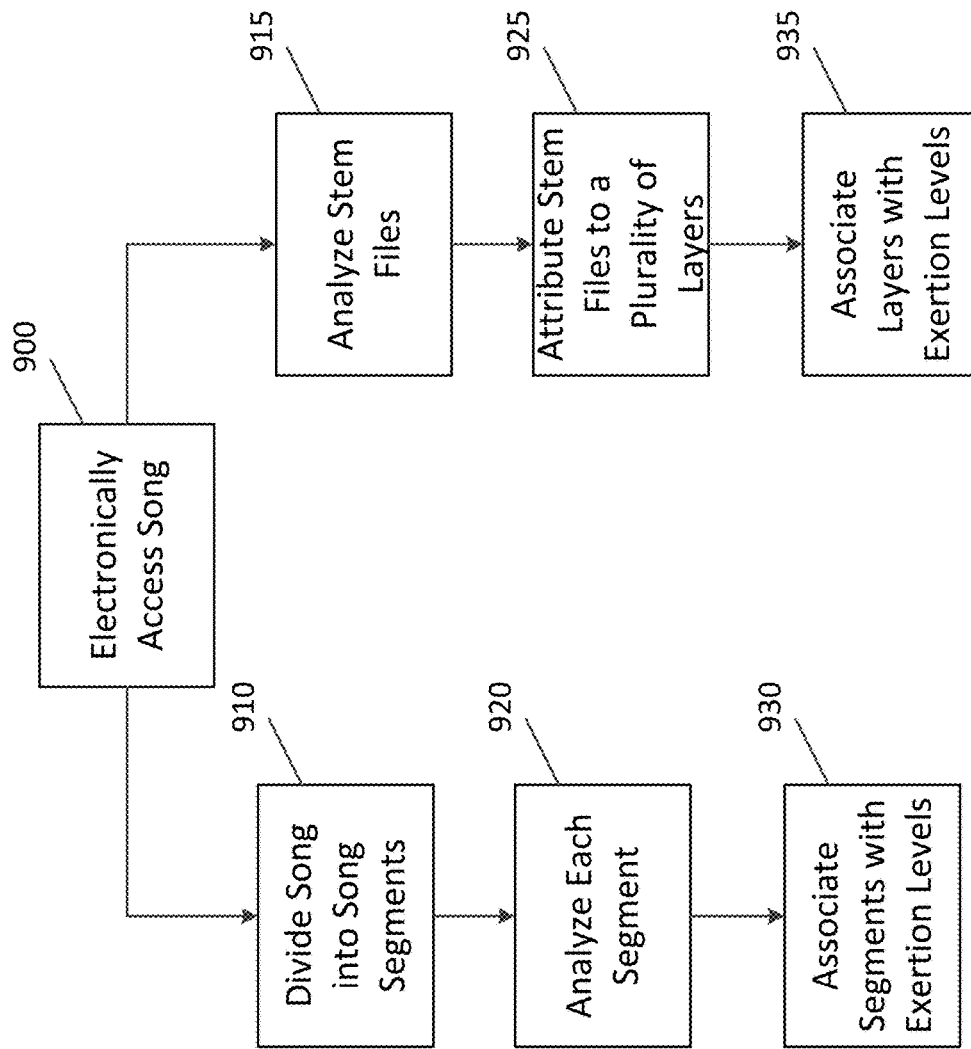 900
Electronically
Access Song
910
Divide Song
into Song
Segments
920
Analyze Each
Segment
930
Associate
Segments with
Exertion Levels
915
Analyze Stem
Files
925
Attribute Stem
Files to a
Plurality of
Layers
935
Associate
Layers with
Exertion Levels